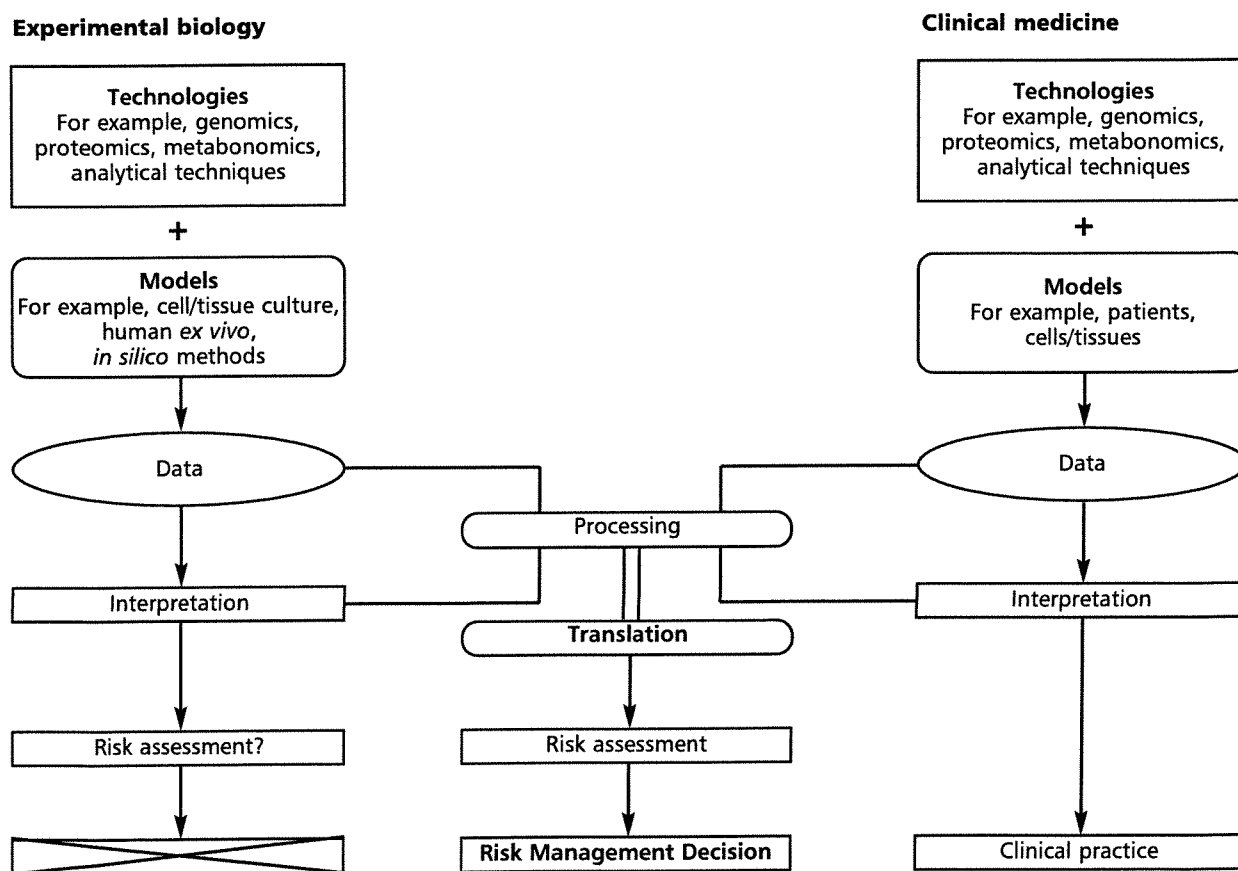 Experimental biology
Technologies
For example, genomics,
proteomics, metabonomics,
analytical techniques
+
Models
For example, cell/tissue culture,
human ex vivo,
in silico methods
Data
Interpretation
Risk assessment?
Processing
Translation
Risk assessment
Risk Management Decision
Clinical medicine
Technologies
For example, genomics,
proteomics, metabonomics,
analytical techniques
+
Models
For example, patients,
cells/tissues
Data
Interpretation
Clinical practice